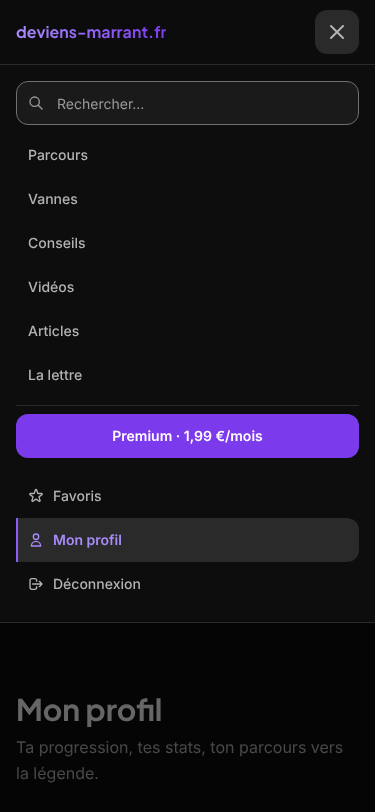 deviens-marrant.fr
Rechercher...
Parcours
Vannes
Conseils
Vidéos
Articles
La lettre
Premium · 1,99 €/mois
Favoris
Mon profil
Déconnexion
Mon profil
Ta progression, tes stats, ton parcours vers
la légende.